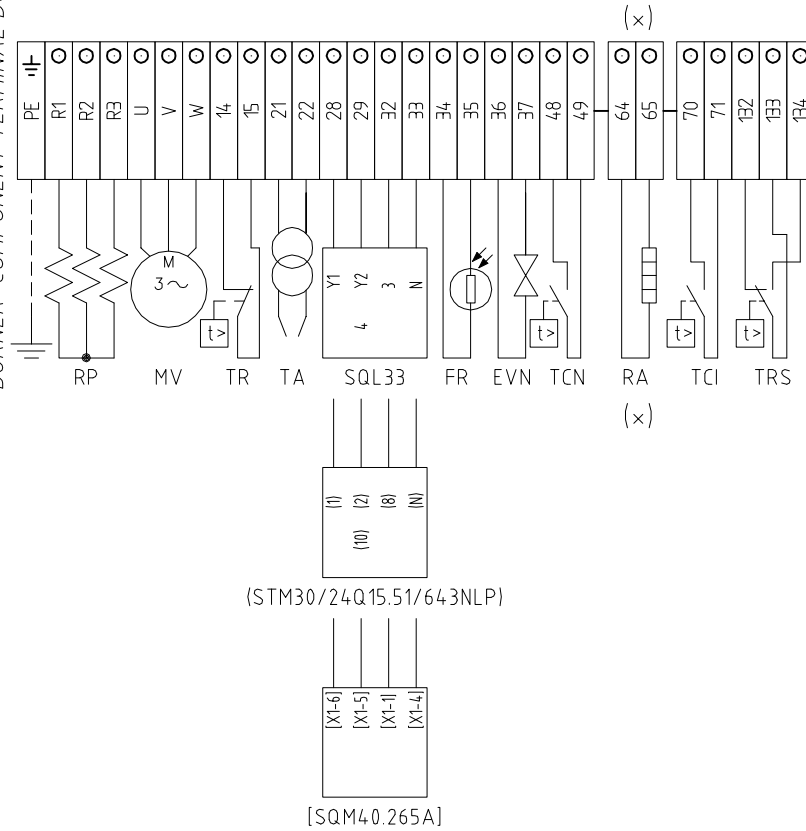 (x)
PE R1 R2 R3 U V W 14 15 21 22 28 29 32 33 34 35 36 37 48 49 64 65 70 71 132 133 134
M
3~
Y1 Y2 3 N
4
t> t> t> t>
RP MV TR TA SQL33 FR EVN TCN RA TCI TRS
(x)
(1) (2) (8) (N)
(10)
(STM30/24Q15.51/643NLP)
[X1-6] [X1-5] [X1-1] [X1-4]
[SQM40.265A]